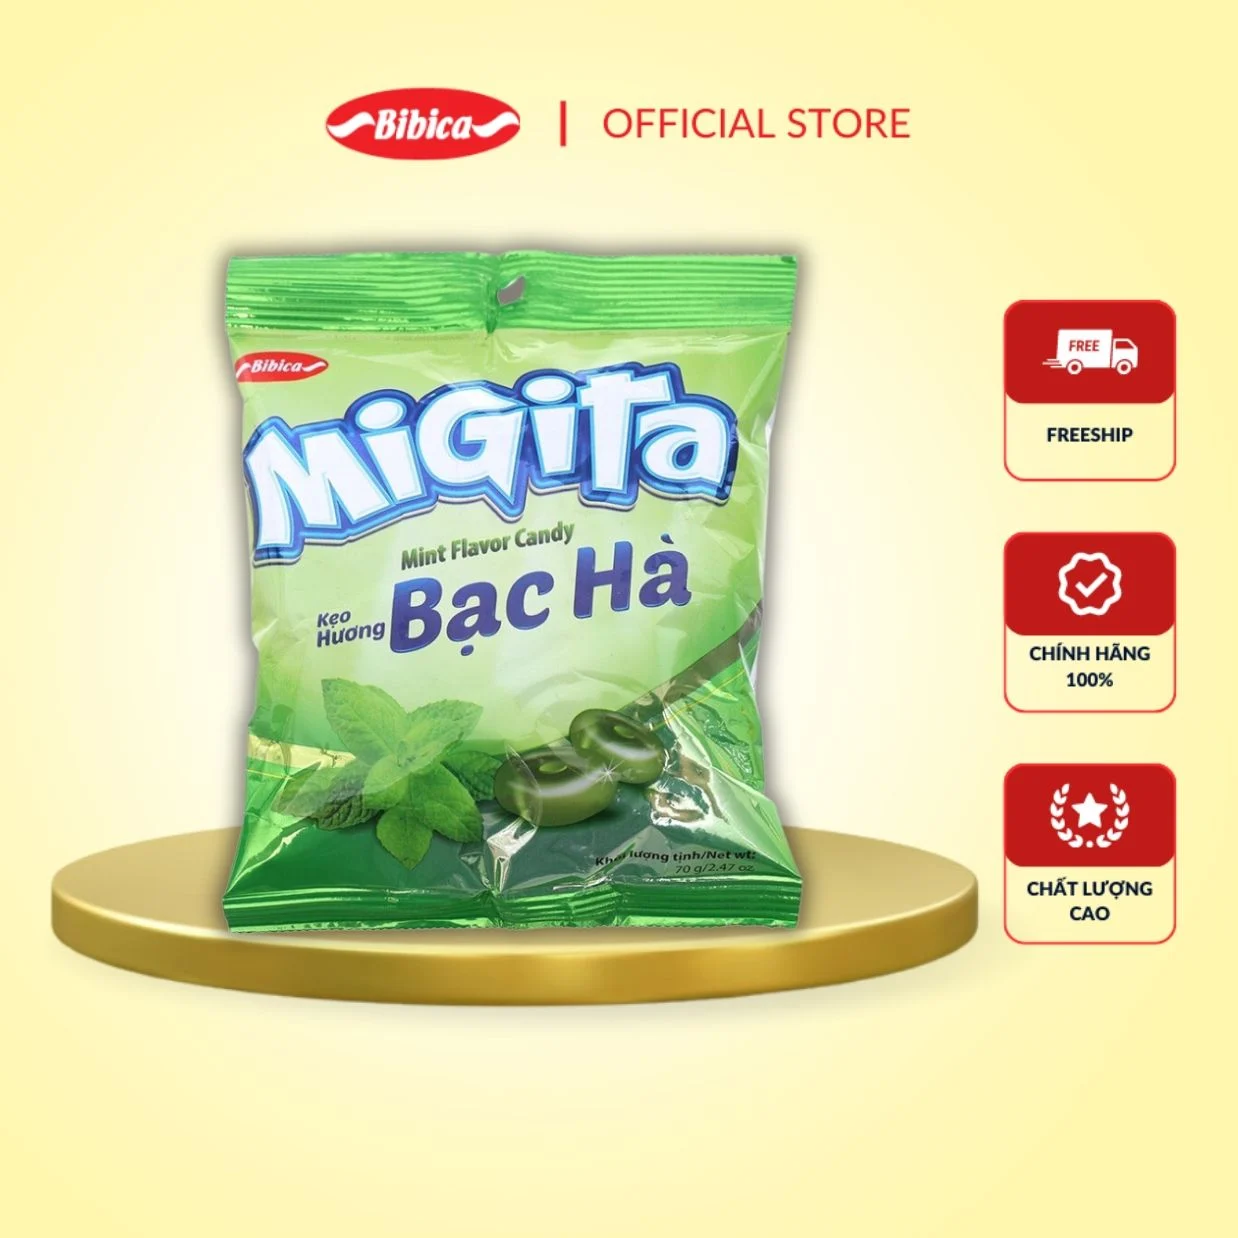 Bibica | OFFICIAL STORE
Bibica
MiGiTa
Mint Flavor Candy
Kẹo
Hương Bạc Hà
Khối lượng tịnh/Net wt:
70 g/2.47 oz
FREE
FREESHIP
CHÍNH HÃNG
100%
CHẤT LƯỢNG
CAO